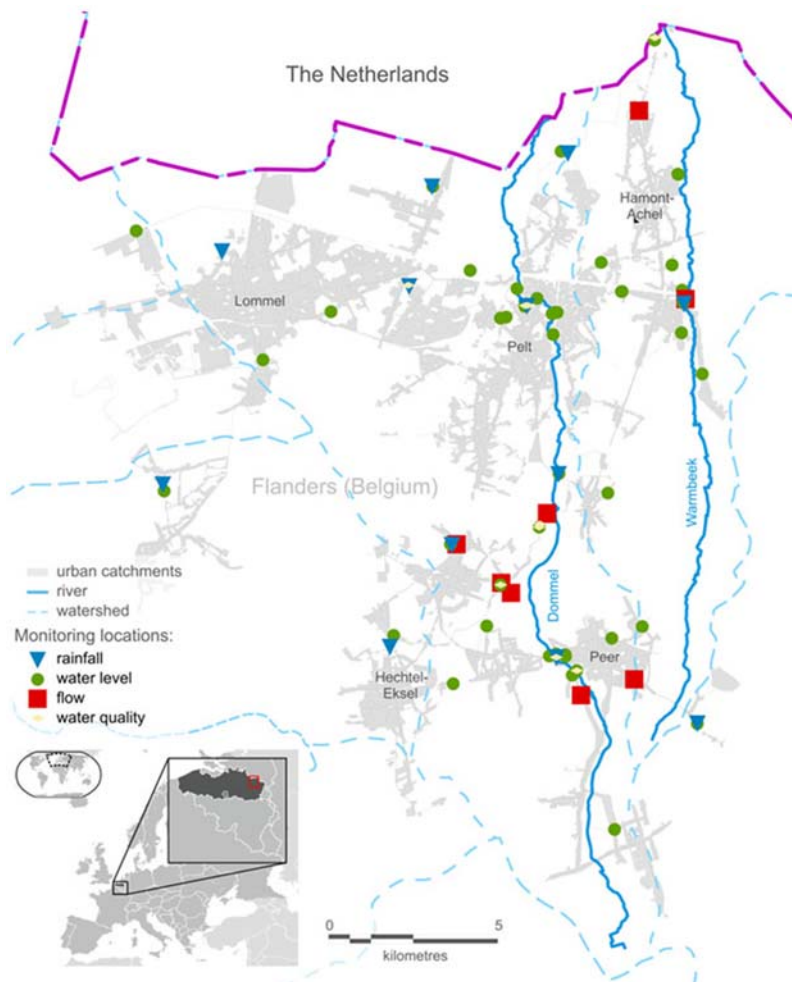 The Netherlands
Hamont-
Achel
Lommel
Pelt
Flanders (Belgium)
Warmbeek
Dommel
urban catchments
river
watershed
Monitoring locations:
rainfall
water level
flow
water quality
Hechtel-
Eksel
Peer
0
5
kilometres